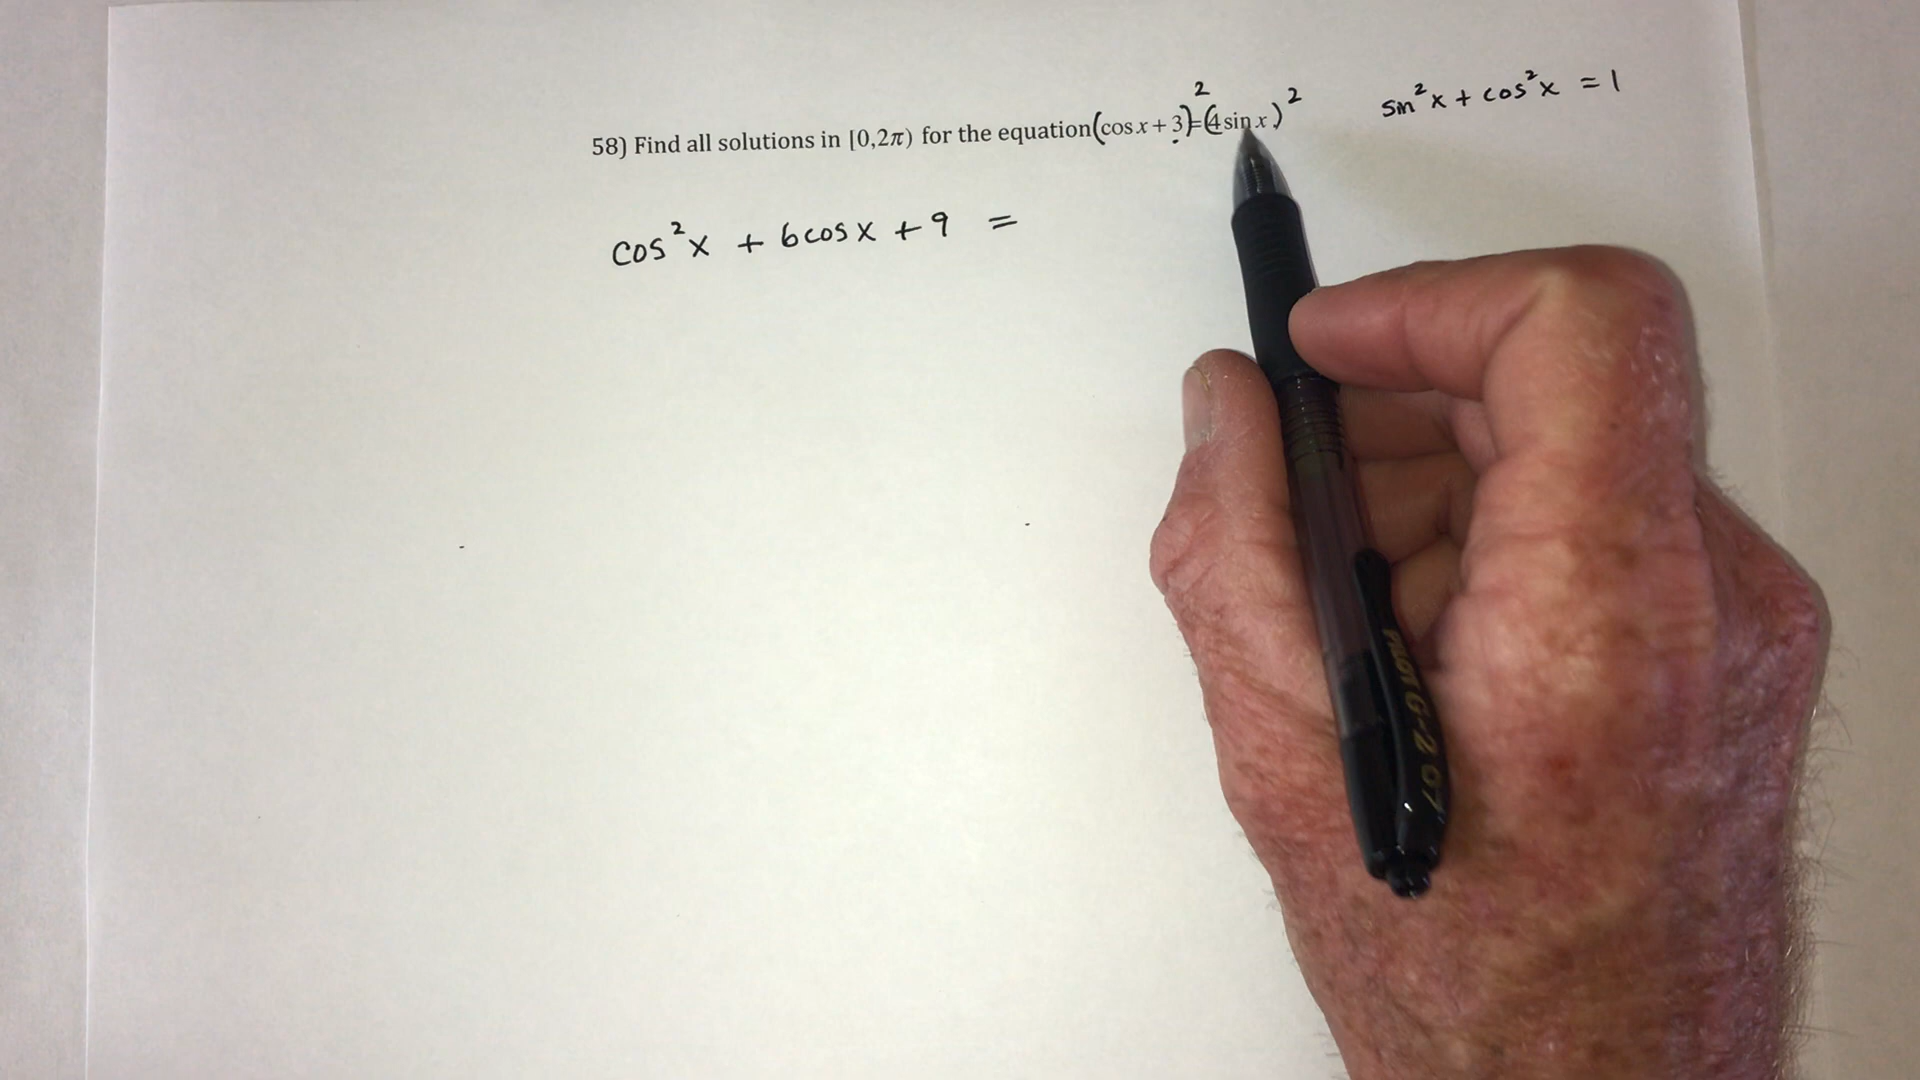 58) Find all solutions in [0,2π) for the equation (cos x + 3)² = (4 sin x)² sin²x + cos²x = 1
cos²x + 6cosx + 9 =
PILOT G-2 07